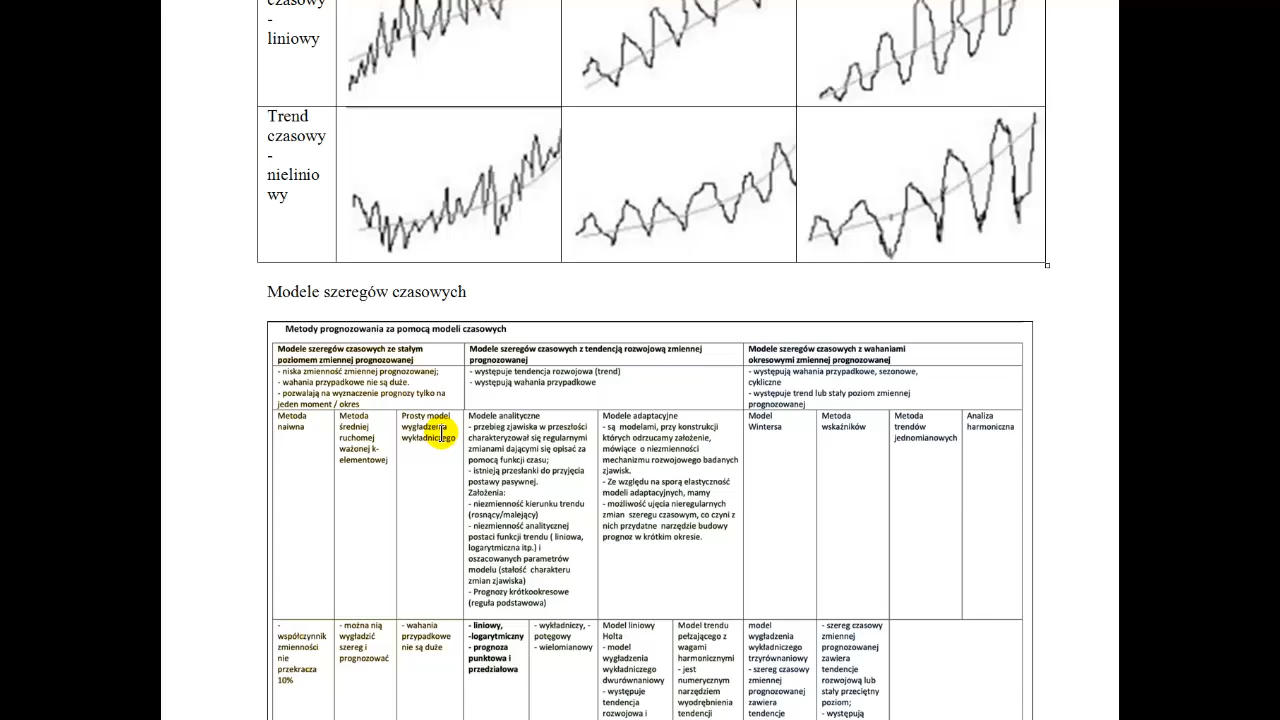 czasowy
-
liniowy
Trend
czasowy
-
nielinio
wy
Modele szeregów czasowych
Metody prognozowania za pomocą modeli czasowych
Modele szeregów czasowych ze stałym
poziomem zmiennej prognozowanej
Modele szeregów czasowych z tendencją rozwojową zmiennej
prognozowanej
Modele szeregów czasowych z wahaniami
okresowymi zmiennej prognozowanej
- niska zmienność zmiennej prognozowanej;
- wahania przypadkowe nie są duże.
- pozwalają na wyznaczenie prognozy tylko na
jeden moment / okres
- występuje tendencja rozwojowa (trend)
- występują wahania przypadkowe
- występują wahania przypadkowe, sezonowe,
cykliczne
- występuje trend lub stały poziom zmiennej
prognozowanej
Metoda
naiwna
Metoda
średniej
ruchomej
ważonej k-
elementowej
Prosty model
wygładzenia
wykładniczego
Modele analityczne
- przebieg zjawiska w przeszłości
charakteryzował się regularnymi
zmianami dającymi się opisać za
pomocą funkcji czasu;
- istnieją przesłanki do przyjęcia
postawy pasywnej.
Założenia:
- niezmienność kierunku trendu
(rosnący/malejący)
- niezmienność analitycznej
postaci funkcji trendu ( liniowa,
logarytmiczna itp.) i
oszacowanych parametrów
modelu (stałość charakteru
zmian zjawiska)
- Prognozy krótkookresowe
(reguła podstawowa)
Modele adaptacyjne
- są modelami, przy konstrukcji
których odrzucamy założenie,
mówiące o niezmienności
mechanizmu rozwojowego badanych
zjawisk.
- Ze względu na sporą elastyczność
modeli adaptacyjnych, mamy
- możliwość ujęcia nieregularnych
zmian szeregu czasowym, co czyni z
nich przydatne narzędzie budowy
prognoz w krótkim okresie.
Model
Wintersa
Metoda
wskaźników
Metoda
trendów
jednomianowych
Analiza
harmoniczna
-
współczynnik
zmienności
nie
przekracza
10%
- można nią
wygładzić
szereg i
prognozować
- wahania
przypadkowe
nie są duże
- liniowy,
-logarytmiczny
- prognoza
punktowa i
przedziałowa
- wykładniczy, -
potęgowy
- wielomianowy
Model liniowy
Holta
- model
wygładzenia
wykładniczego
dwurównaniowy
- występuje
tendencja
rozwojowa i
Model trendu
pełzającego z
wagami
harmonicznymi
- jest
numerycznym
narzędziem
wyodrębnienia
tendencji
model
wygładzenia
wykładniczego
trzyrównaniowy
- szereg czasowy
zmiennej
prognozowanej
zawiera
tendencje
- szereg czasowy
zmiennej
prognozowanej
zawiera
tendencje
rozwojową lub
stały przeciętny
poziom;
- występują